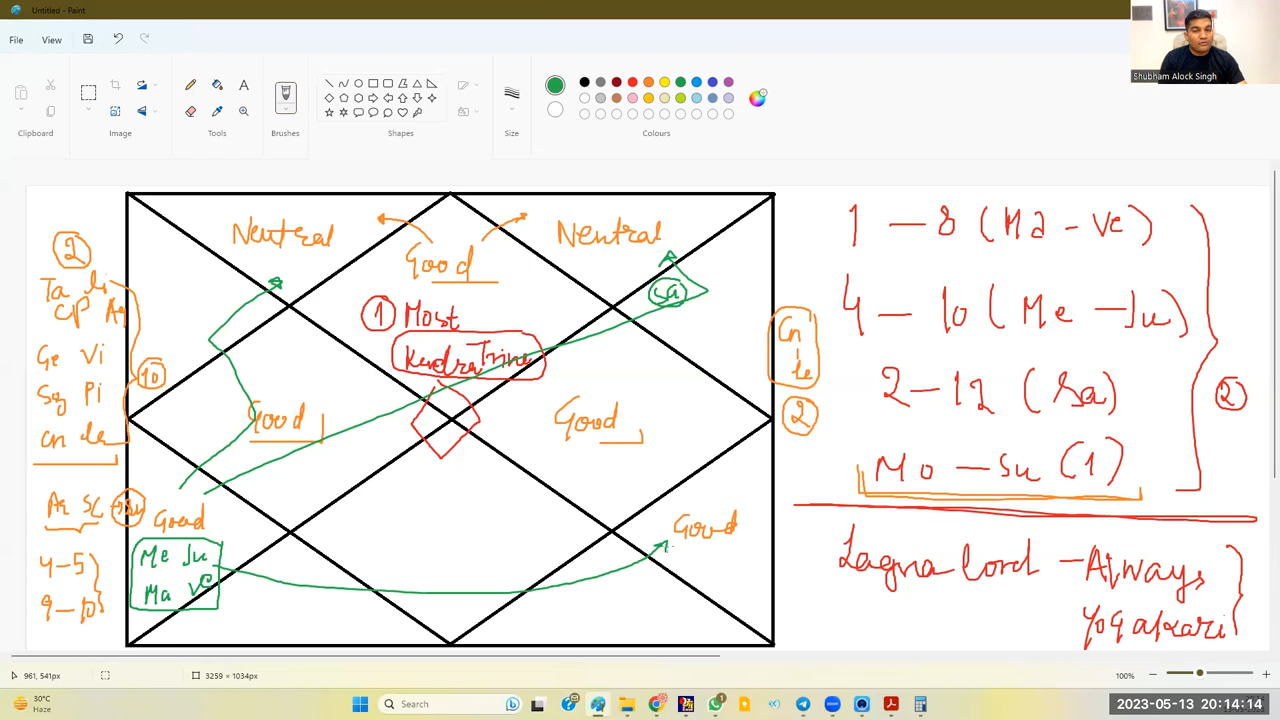 Untitled - Paint
File
View
Clipboard
Image
Tools
Brushes
Shapes
Size
Colours
Shubham Alock Singh
Neutral
Good
Neutral
2
Ta li
CP Aq
Ge Vi
Sg Pi
Cn le
10
1 Most
Kendra Trine
Sa
Good
Good
Cn
le
2
Ar Sc
4-5
9-10
Good
Me Ju
Ma Ve
Good
1 - 8 (Ma - Ve)
4 - 10 (Me - Ju)
2 - 12 (Sa)
Mo - Su (1)
2
Lagna lord - Always
Yogakari
961, 541px
3259 × 1034px
100%
30°C
Haze
Search
2023-05-13 20:14:14